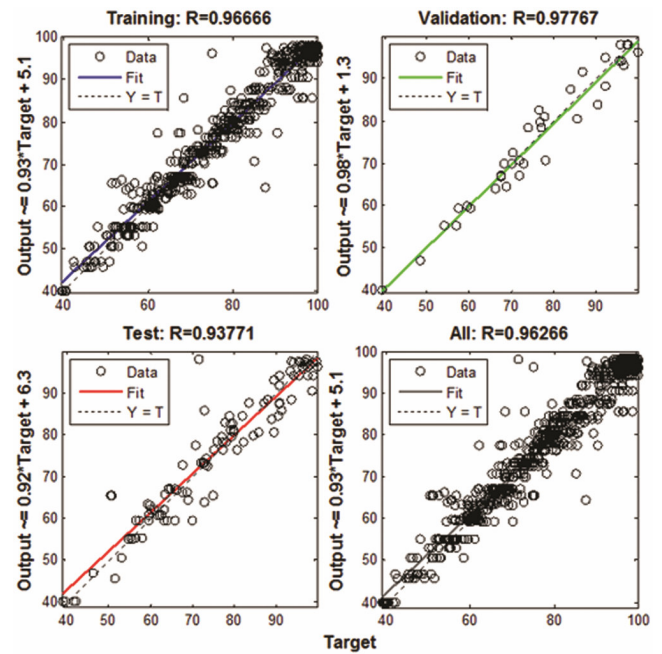 Training: R=0.96666
Output ~= 0.93*Target + 5.1
100
90
80
70
60
50
40
Data
Fit
Y = T
40
60
80
100
Validation: R=0.97767
Output ~= 0.98*Target + 1.3
100
90
80
70
60
50
40
Data
Fit
Y = T
40
50
60
70
80
90
Test: R=0.93771
Output ~= 0.92*Target + 6.3
90
80
70
60
50
40
Data
Fit
Y = T
40
60
80
100
All: R=0.96266
Output ~= 0.93*Target + 5.1
100
90
80
70
60
50
40
Data
Fit
Y = T
40
60
80
100
Target